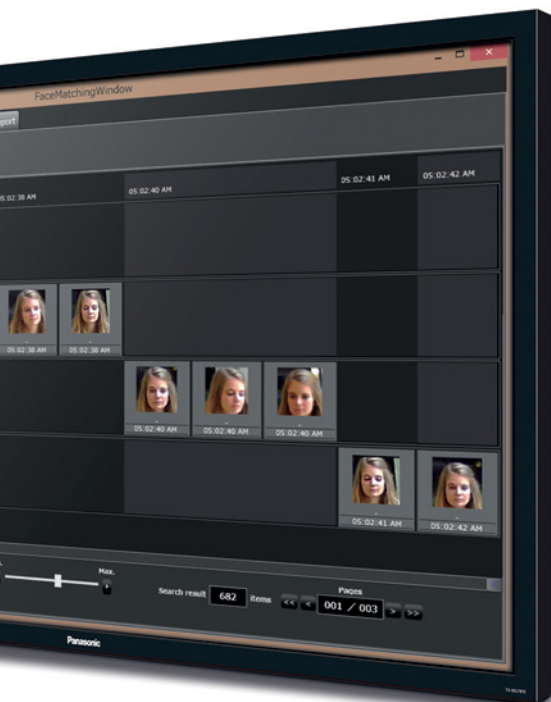 FaceMatchingWindow
port
05:02:38 AM
05:02:40 AM
05:02:41 AM
05:02:42 AM
05:02:38 AM
05:02:38 AM
05:02:40 AM
05:02:40 AM
05:02:40 AM
05:02:41 AM
05:02:42 AM
Max.
Search result 682 items
Pages
<< < 001 / 003 > >>
Panasonic